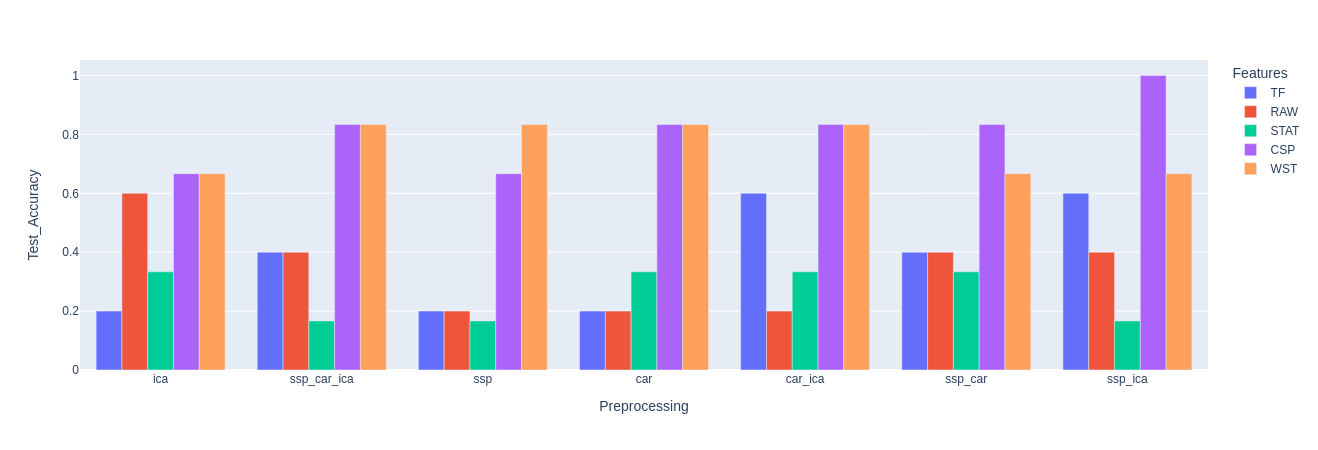 Features
TF
RAW
STAT
CSP
WST
Test_Accuracy
1
0.8
0.6
0.4
0.2
0
ica ssp_car_ica ssp car car_ica ssp_car ssp_ica
Preprocessing